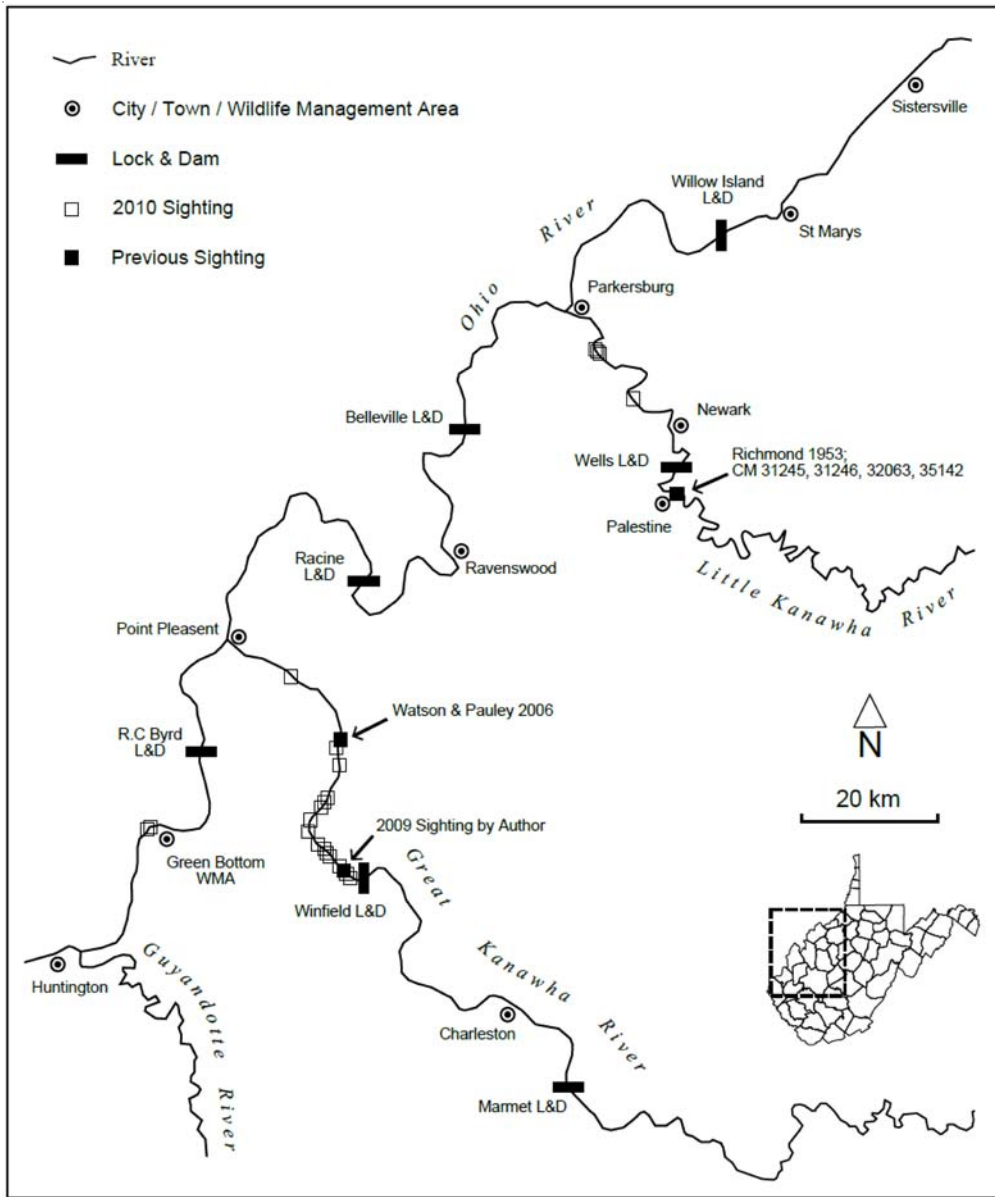 River
City / Town / Wildlife Management Area
Lock & Dam
2010 Sighting
Previous Sighting
Sistersville
Willow Island
L&D
St Marys
Ohio River
Parkersburg
Belleville L&D
Newark
Wells L&D
Richmond 1953;
CM 31245, 31246, 32063, 35142
Palestine
Racine
L&D
Ravenswood
Little Kanawha River
Point Pleasent
Watson & Pauley 2006
R.C Byrd
L&D
N
20 km
2009 Sighting by Author
Green Bottom
WMA
Winfield L&D
Great Kanawha River
Huntington
Guyandotte River
Charleston
Marmet L&D